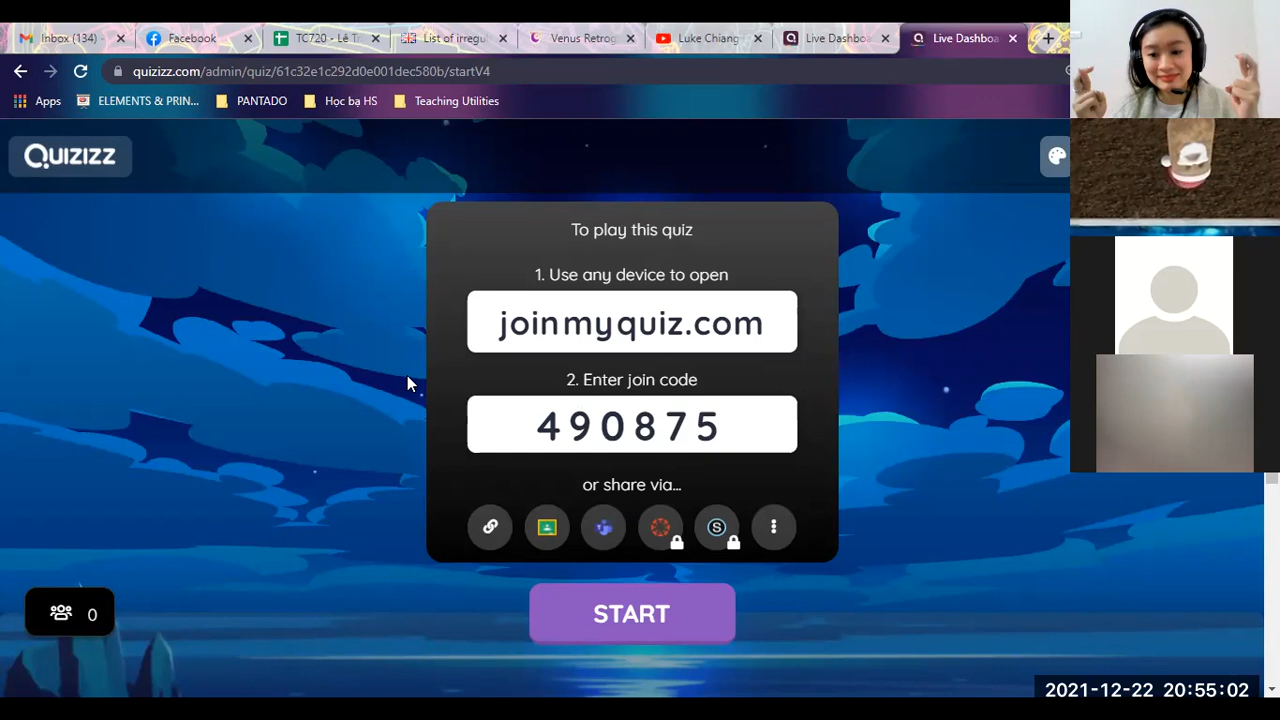 Inbox (134) -
Facebook
TC720 - Lê Tr
List of irregu
Venus Retrog
Luke Chiang
Live Dashboa
Live Dashboa
quizizz.com/admin/quiz/61c32e1c292d0e001dec580b/startV4
Apps
ELEMENTS & PRIN...
PANTADO
Học bạ HS
Teaching Utilities
Quizizz
To play this quiz
1. Use any device to open
joinmyquiz.com
2. Enter join code
490875
or share via...
START
0
2021-12-22 20:55:02